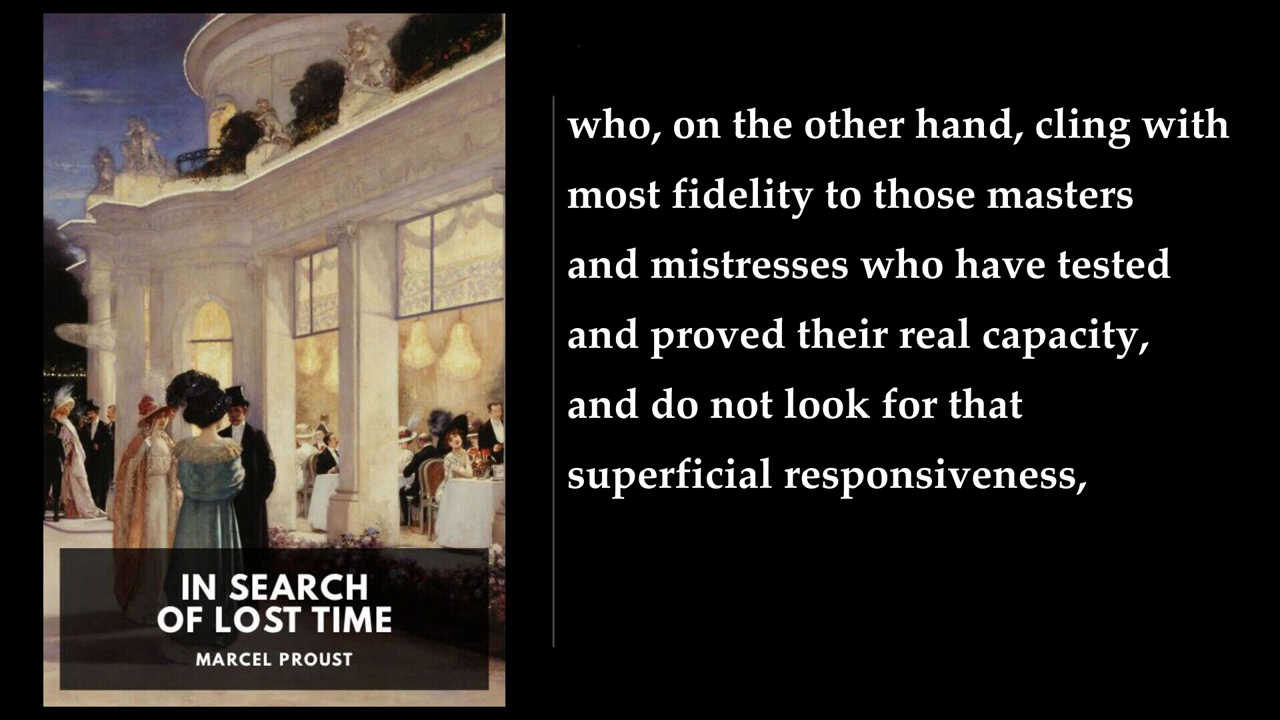 IN SEARCH
OF LOST TIME
MARCEL PROUST
who, on the other hand, cling with
most fidelity to those masters
and mistresses who have tested
and proved their real capacity,
and do not look for that
superficial responsiveness,